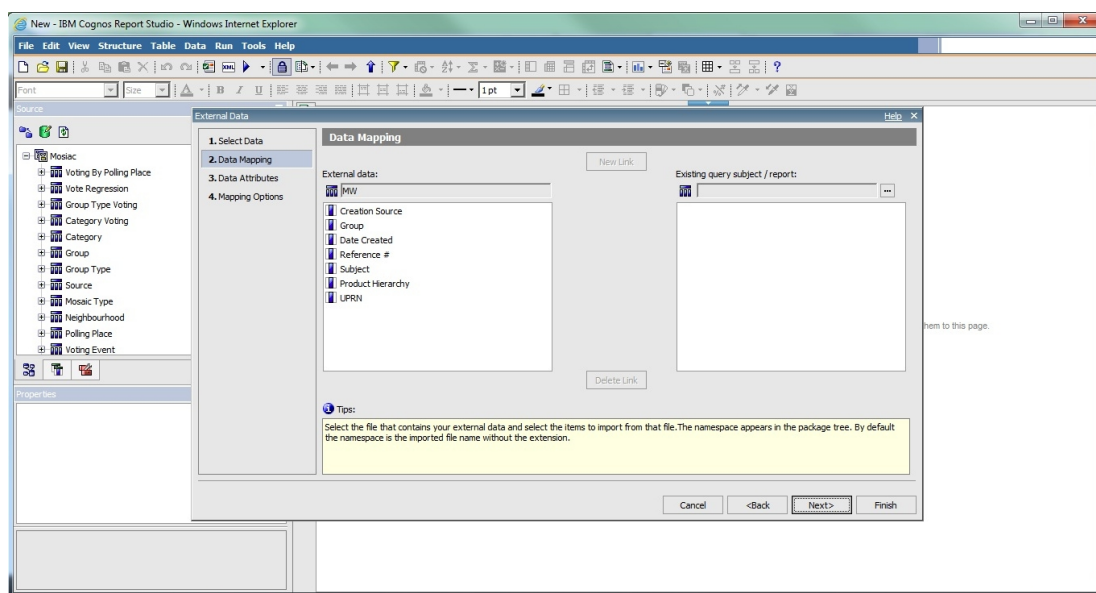 New - IBM Cognos Report Studio - Windows Internet Explorer
File Edit View Structure Table Data Run Tools Help
Font Size 1 pt
Source
External Data Help
Mosiac
Voting By Polling Place
Vote Regression
Group Type Voting
Category Voting
Category
Group
Group Type
Source
Mosaic Type
Neighbourhood
Polling Place
Voting Event
Properties
1. Select Data
2. Data Mapping
3. Data Attributes
4. Mapping Options
Data Mapping
New Link
External data:
MW
Creation Source
Group
Date Created
Reference #
Subject
Product Hierarchy
UPRN
Existing query subject / report:
...
Delete Link
Tips:
Select the file that contains your external data and select the items to import from that file.The namespace appears in the package tree. By default
the namespace is the imported file name without the extension.
Cancel <Back Next> Finish
hem to this page.